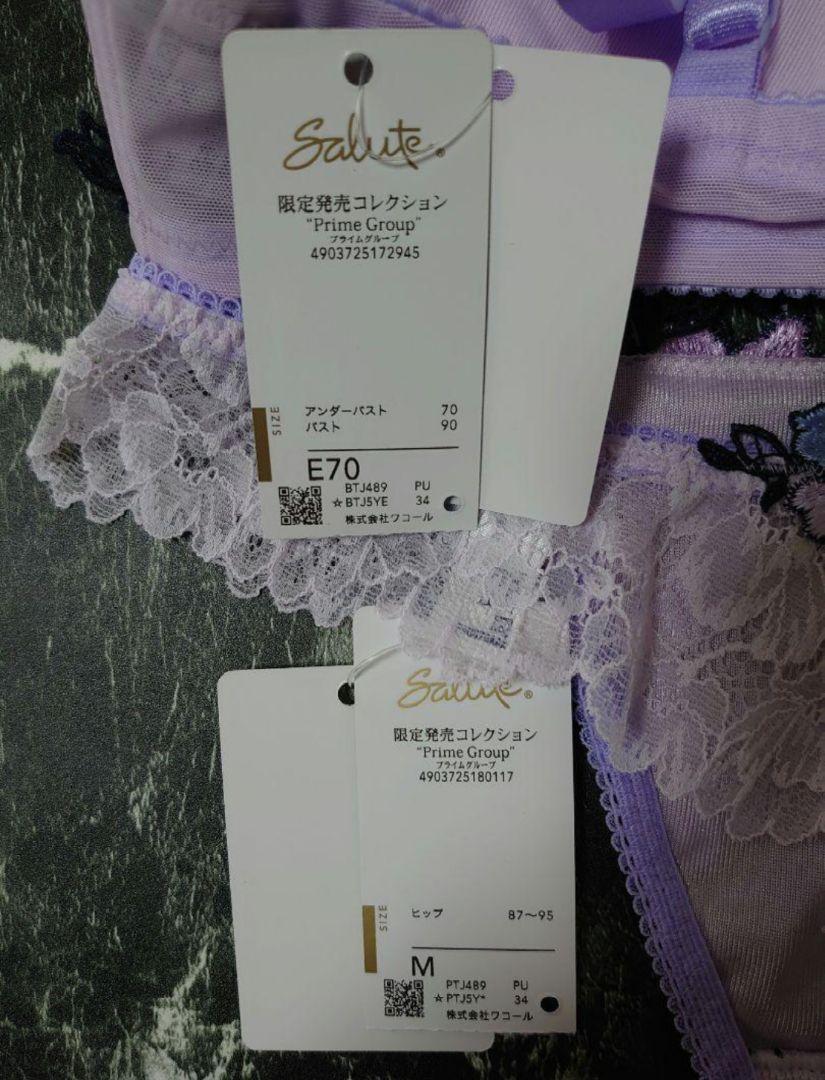 Salute®
限定発売コレクション
"Prime Group"
プライムグループ
4903725172945
SIZE
アンダーバスト 70
バスト 90
E70
BTJ489 PU
☆BTJ5YE 34
株式会社ワコール
Salute®
限定発売コレクション
"Prime Group"
プライムグループ
4903725180117
SIZE
ヒップ 87〜95
M
PTJ489 PU
☆PTJ5Y* 34
株式会社ワコール